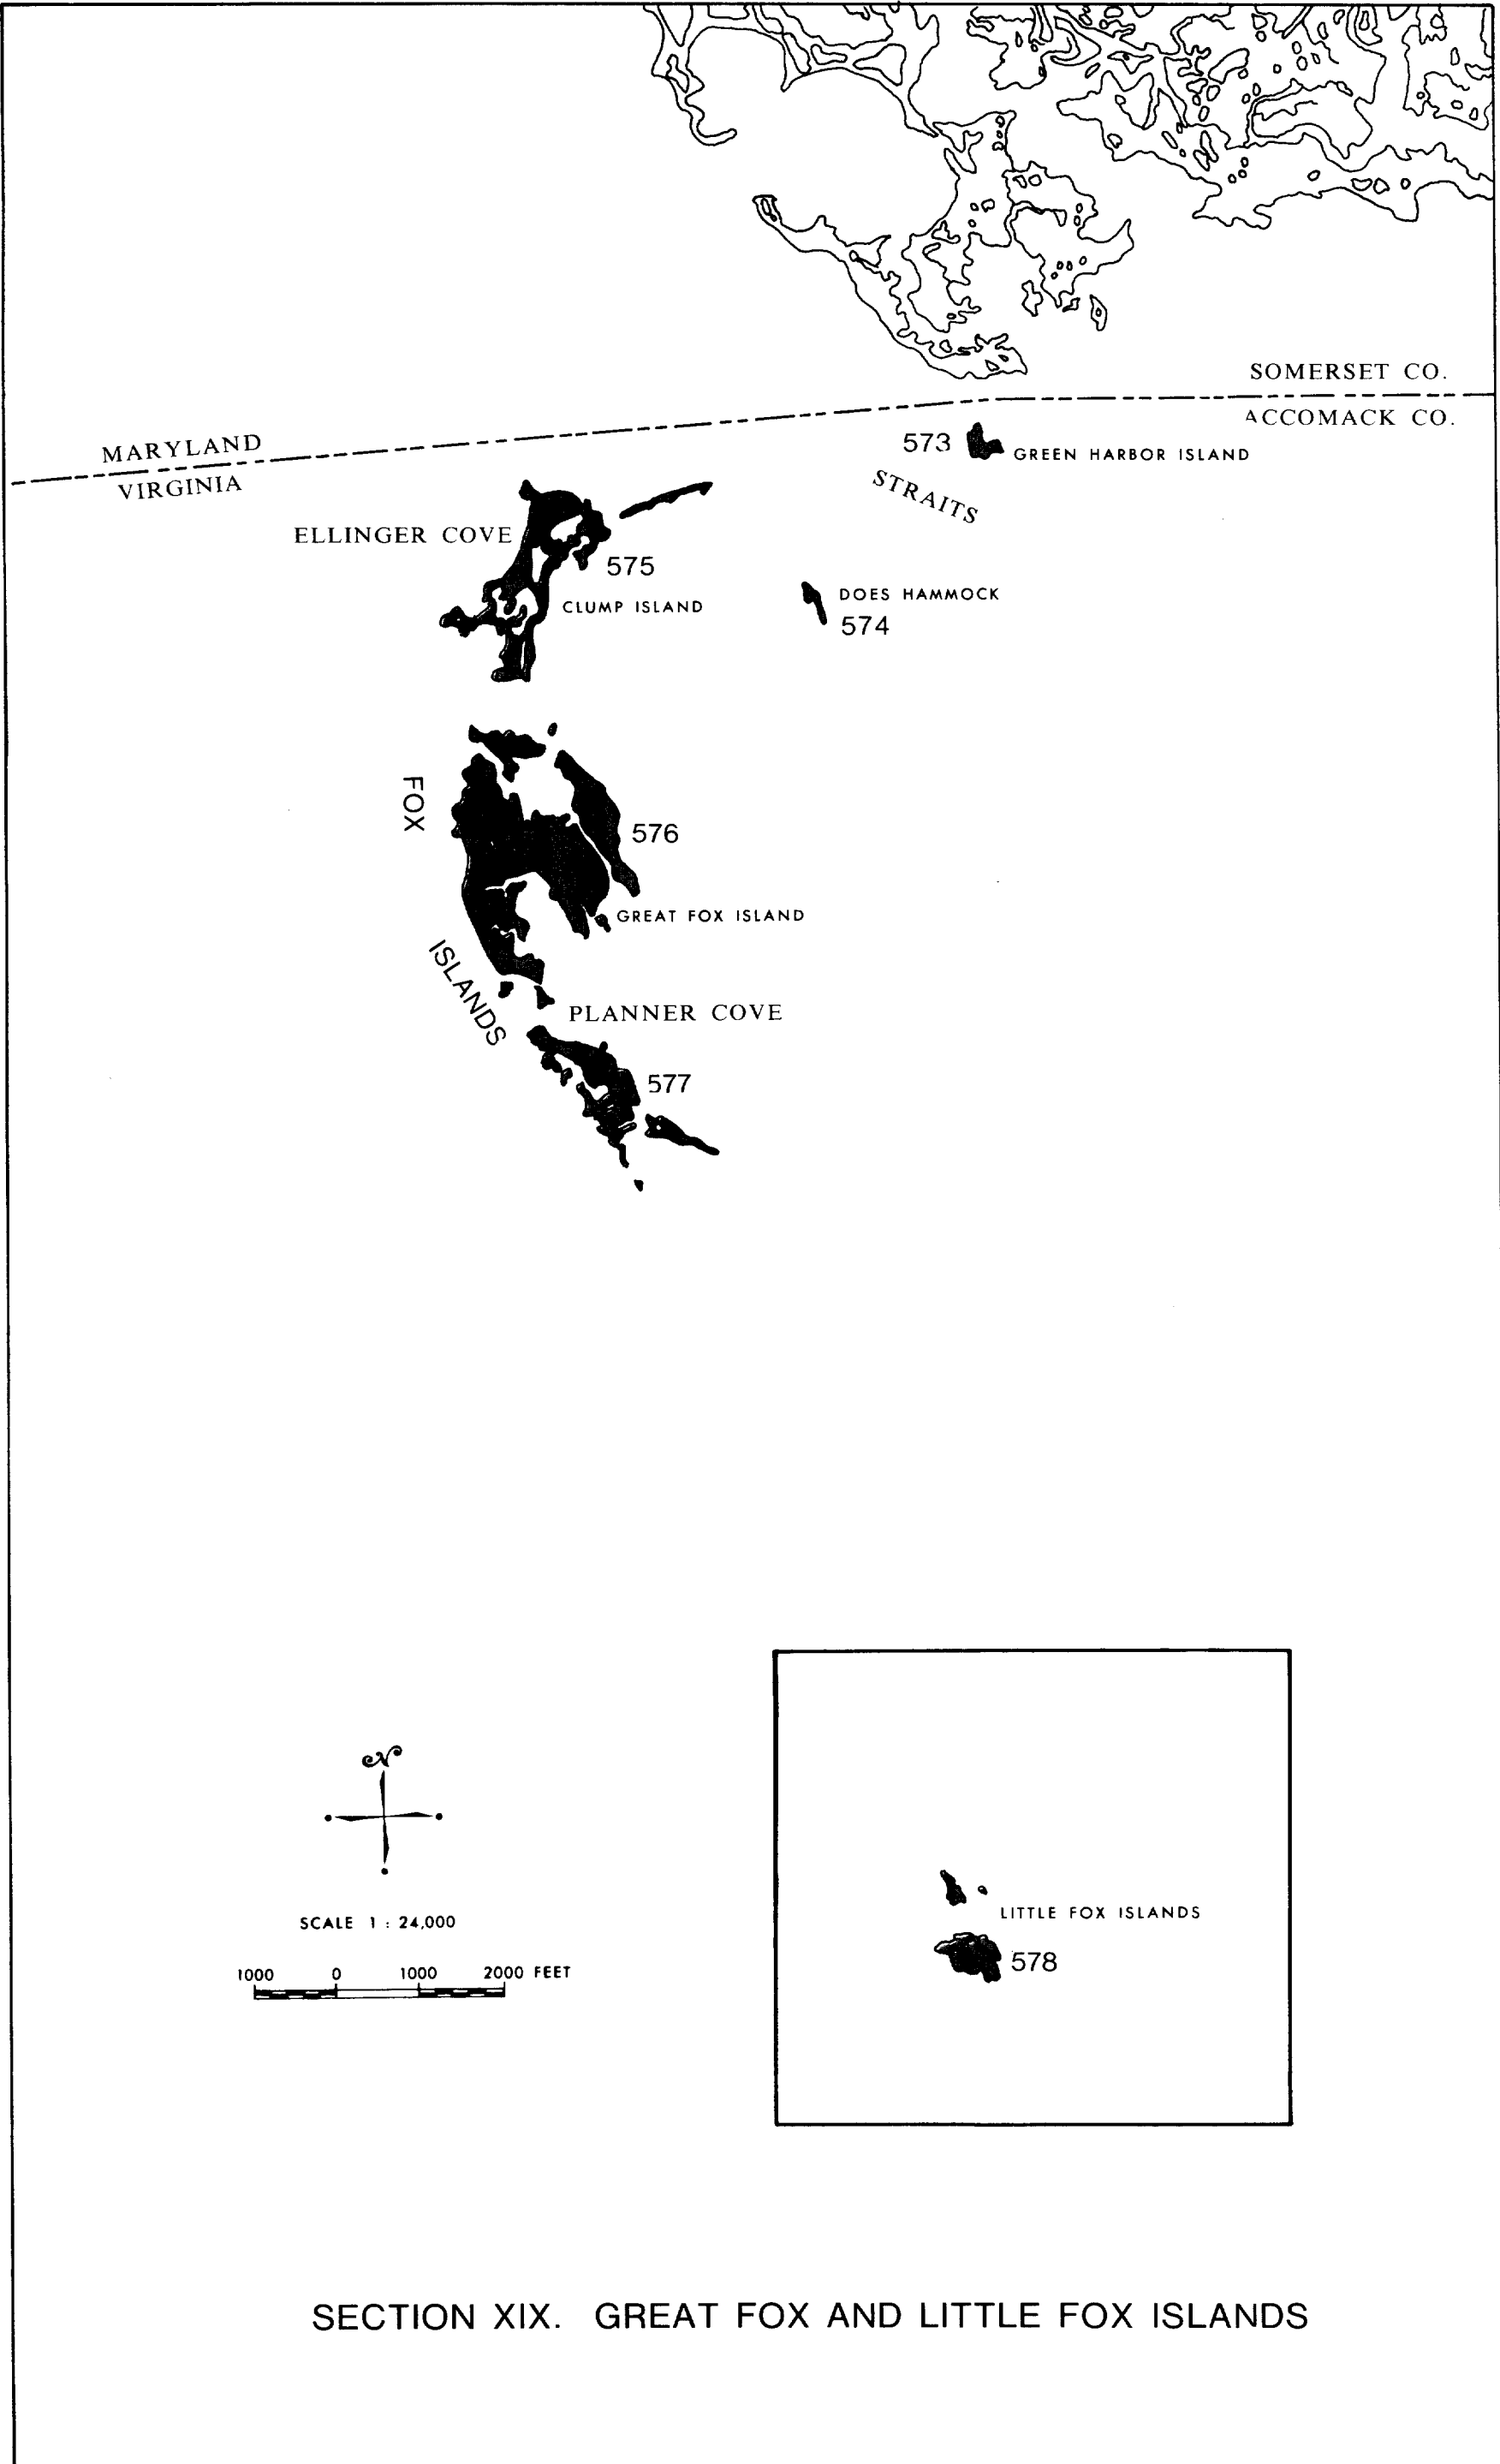 SOMERSET CO.
ACCOMACK CO.
MARYLAND
VIRGINIA
573
GREEN HARBOR ISLAND
STRAITS
ELLINGER COVE
575
CLUMP ISLAND
DOES HAMMOCK
574
FOX
576
GREAT FOX ISLAND
ISLANDS
PLANNER COVE
577
N
SCALE 1 : 24,000
1000 0 1000 2000 FEET
LITTLE FOX ISLANDS
578
SECTION XIX. GREAT FOX AND LITTLE FOX ISLANDS